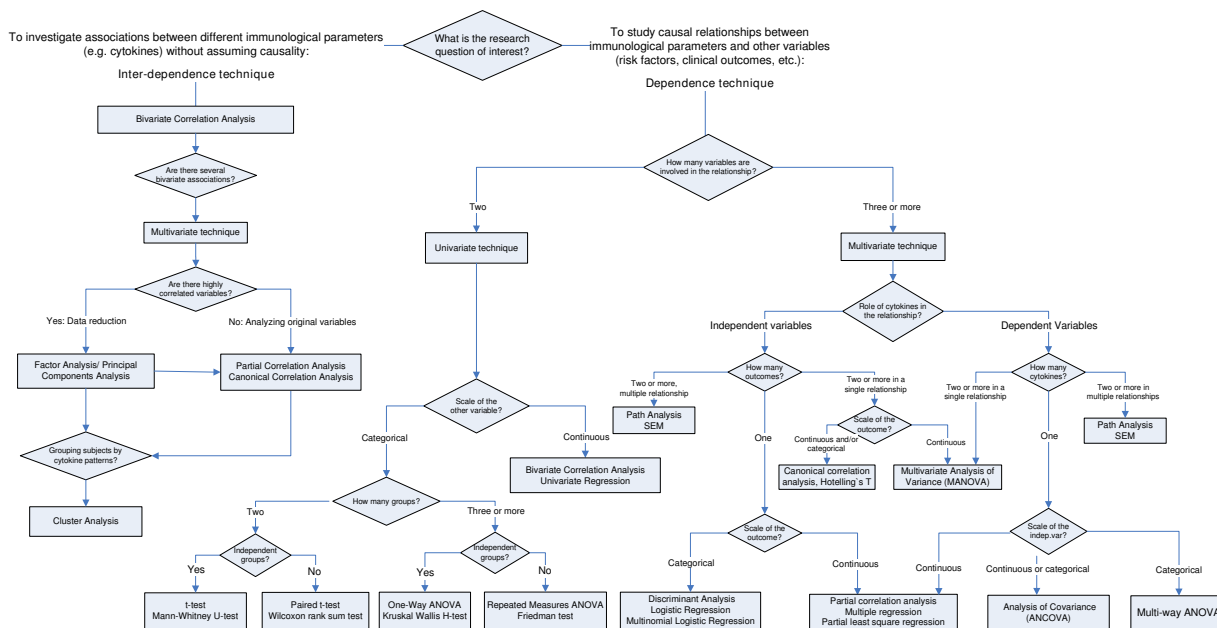 What is the research
question of interest?
To investigate associations between different immunological parameters
(e.g. cytokines) without assuming causality:
Inter-dependence technique
To study causal relationships between
immunological parameters and other variables
(risk factors, clinical outcomes, etc.):
Dependence technique
Bivariate Correlation Analysis
Are there several
bivariate associations?
Multivariate technique
Are there highly
correlated variables?
Yes: Data reduction
No: Analyzing original variables
Factor Analysis/ Principal
Components Analysis
Partial Correlation Analysis
Canonical Correlation Analysis
Grouping subjects by
cytokine patterns?
Cluster Analysis
How many variables are
involved in the relationship?
Two
Three or more
Univariate technique
Multivariate technique
Scale of the
other variable?
Categorical
Continuous
Bivariate Correlation Analysis
Univariate Regression
How many groups?
Two
Three or more
Independent
groups?
Independent
groups?
Yes
No
Yes
No
t-test
Mann-Whitney U-test
Paired t-test
Wilcoxon rank sum test
One-Way ANOVA
Kruskal Wallis H-test
Repeated Measures ANOVA
Friedman test
Role of cytokines in
the relationship?
Independent variables
Dependent Variables
How many
outcomes?
Two or more,
multiple relationship
Two or more in a
single relationship
Path Analysis
SEM
Scale of the
outcome?
Continuous and/or
categorical
Continuous
Canonical correlation
analysis, Hotelling`s T
Multivariate Analysis of
Variance (MANOVA)
One
Scale of the
outcome?
Categorical
Continuous
Discriminant Analysis
Logistic Regression
Multinomial Logistic Regression
Partial correlation analysis
Multiple regression
Partial least square regression
How many
cytokines?
Two or more in a
single relationship
Two or more in
multiple relationships
Path Analysis
SEM
One
Scale of the
indep.var?
Continuous
Continuous or categorical
Categorical
Analysis of Covariance
(ANCOVA)
Multi-way ANOVA